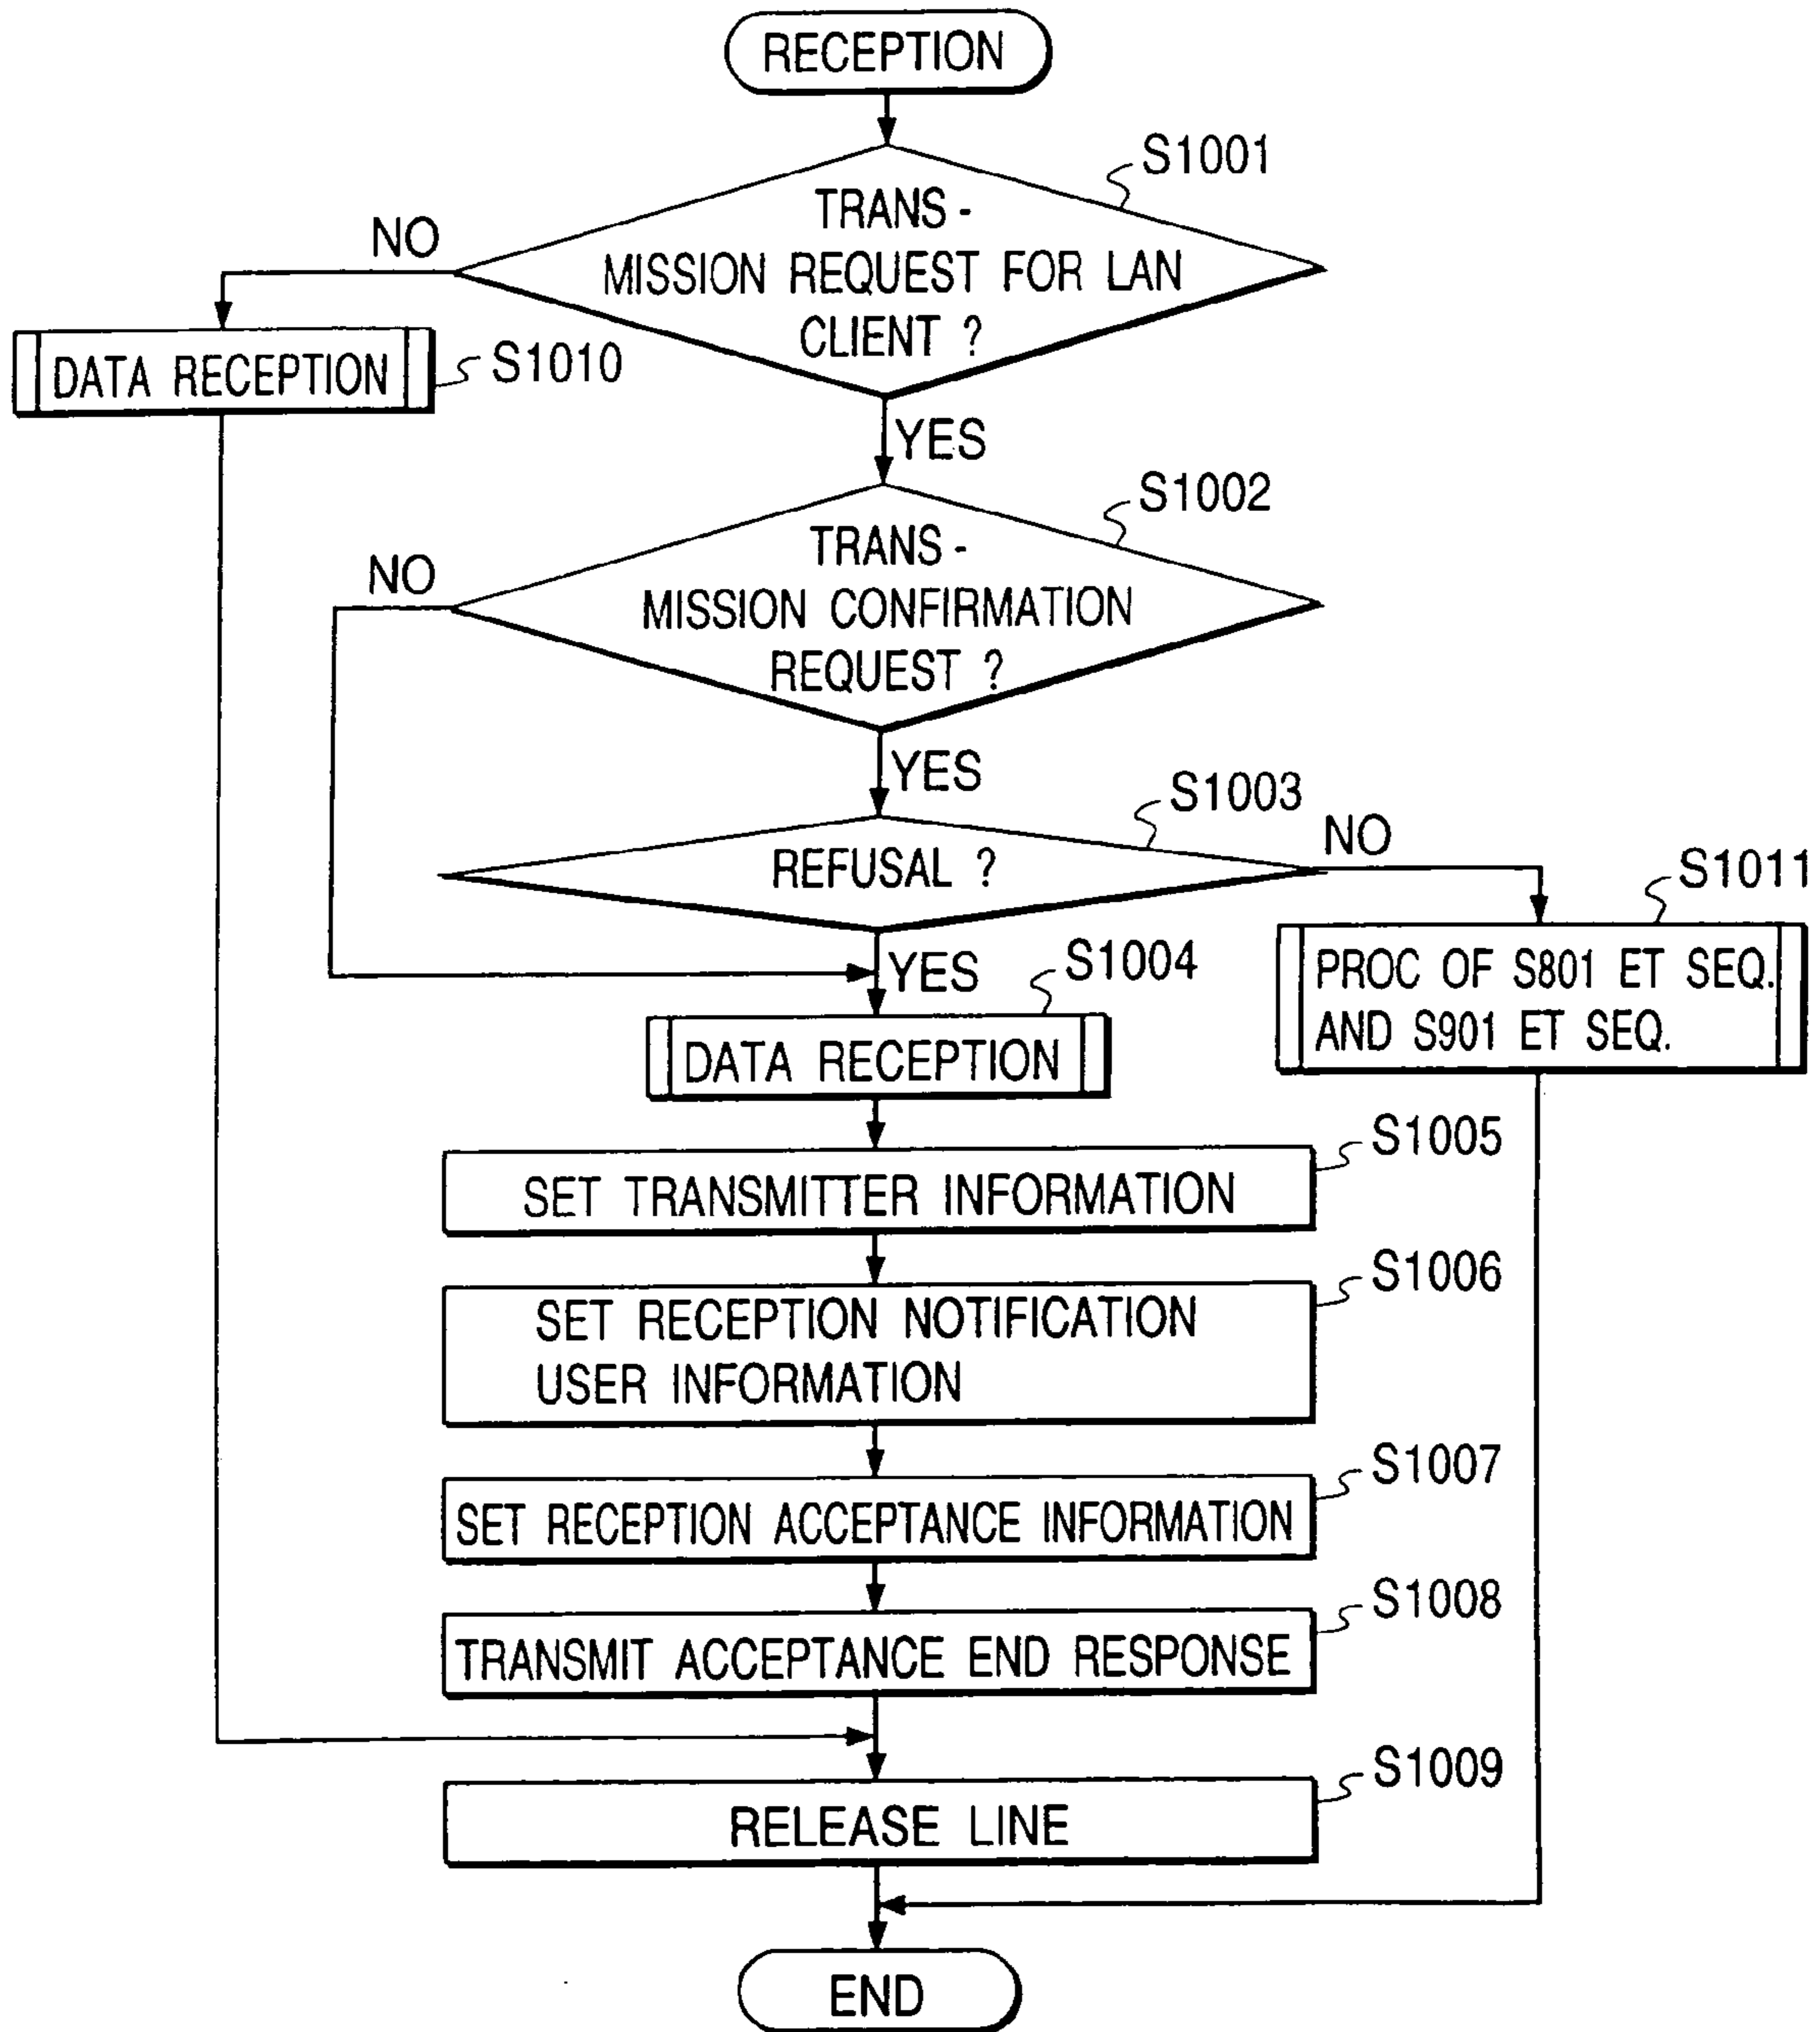 RECEPTION
S1001
TRANS -
MISSION REQUEST FOR LAN
CLIENT ?
NO
DATA RECEPTION
S1010
YES
S1002
TRANS -
MISSION CONFIRMATION
REQUEST ?
NO
YES
S1003
REFUSAL ?
NO
S1011
PROC OF S801 ET SEQ.
AND S901 ET SEQ.
YES
S1004
DATA RECEPTION
S1005
SET TRANSMITTER INFORMATION
S1006
SET RECEPTION NOTIFICATION
USER INFORMATION
S1007
SET RECEPTION ACCEPTANCE INFORMATION
S1008
TRANSMIT ACCEPTANCE END RESPONSE
S1009
RELEASE LINE
END